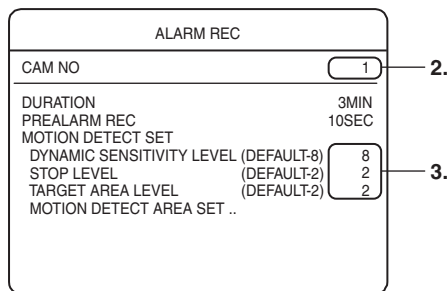 ALARM REC
CAM NO 1 2.
DURATION 3MIN
PREALARM REC 10SEC
MOTION DETECT SET
DYNAMIC SENSITIVITY LEVEL (DEFAULT-8) 8
STOP LEVEL (DEFAULT-2) 2 3.
TARGET AREA LEVEL (DEFAULT-2) 2
MOTION DETECT AREA SET ..